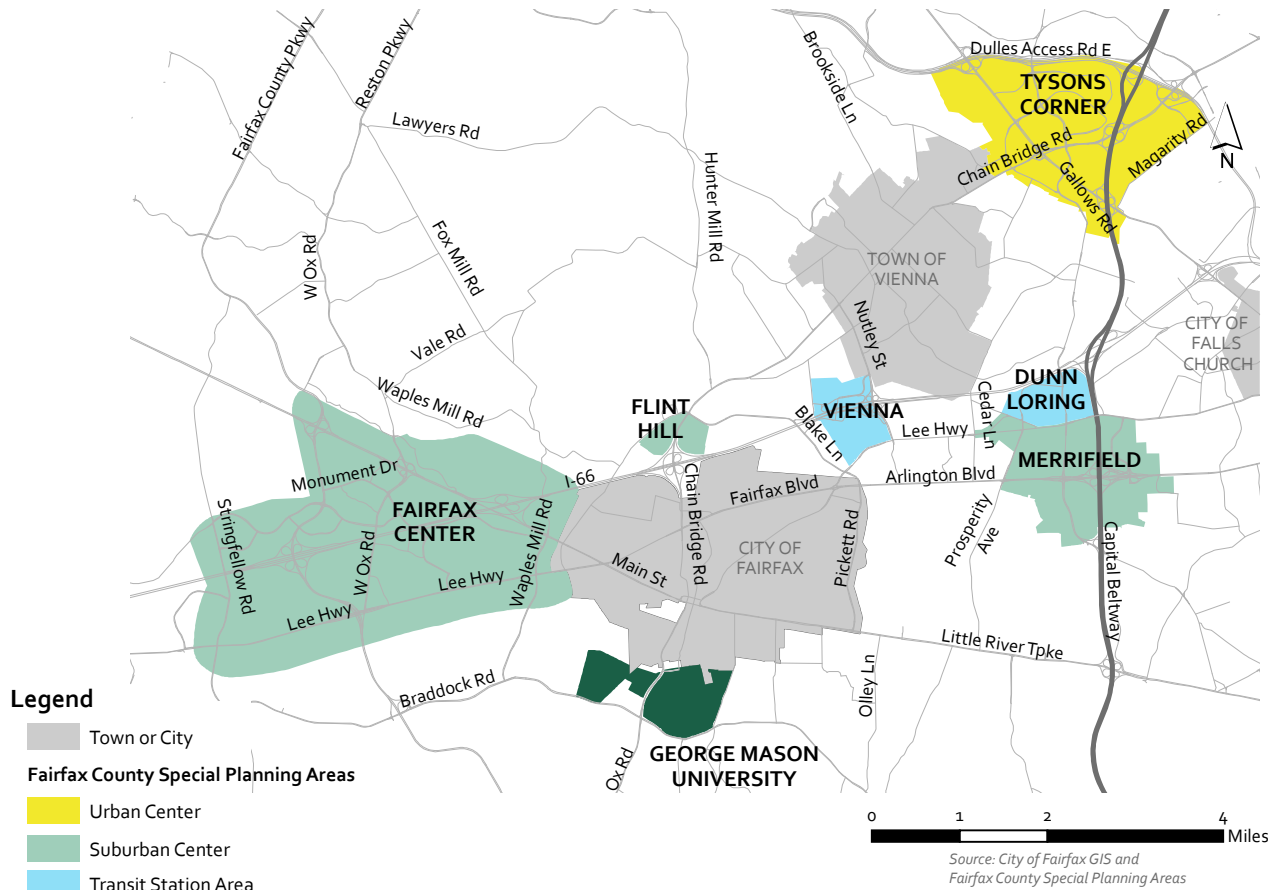 Dulles Access Rd E
TYSONS
CORNER
Brookside Ln
Fairfax County Pkwy
Reston Pkwy
Lawyers Rd
Chain Bridge Rd
Magarity Rd
N
Gallows Rd
Hunter Mill Rd
W Ox Rd
Fox Mill Rd
TOWN OF
VIENNA
Nutley St
CITY OF
FALLS
CHURCH
Vale Rd
Waples Mill Rd
FLINT
HILL
VIENNA
DUNN
LORING
Cedar Ln
Blake Ln
Lee Hwy
MERRIFIELD
Arlington Blvd
Monument Dr
I-66
Chain Bridge Rd
Fairfax Blvd
FAIRFAX
CENTER
Stringfellow Rd
W Ox Rd
Waples Mill Rd
CITY OF
FAIRFAX
Pickett Rd
Prosperity
Ave
Capital Beltway
Main St
Lee Hwy
Lee Hwy
Little River Tpke
Olley Ln
Braddock Rd
Ox Rd
GEORGE MASON
UNIVERSITY
Legend
Town or City
Fairfax County Special Planning Areas
Urban Center
Suburban Center
Transit Station Area
0 1 2 4
Miles
Source: City of Fairfax GIS and
Fairfax County Special Planning Areas